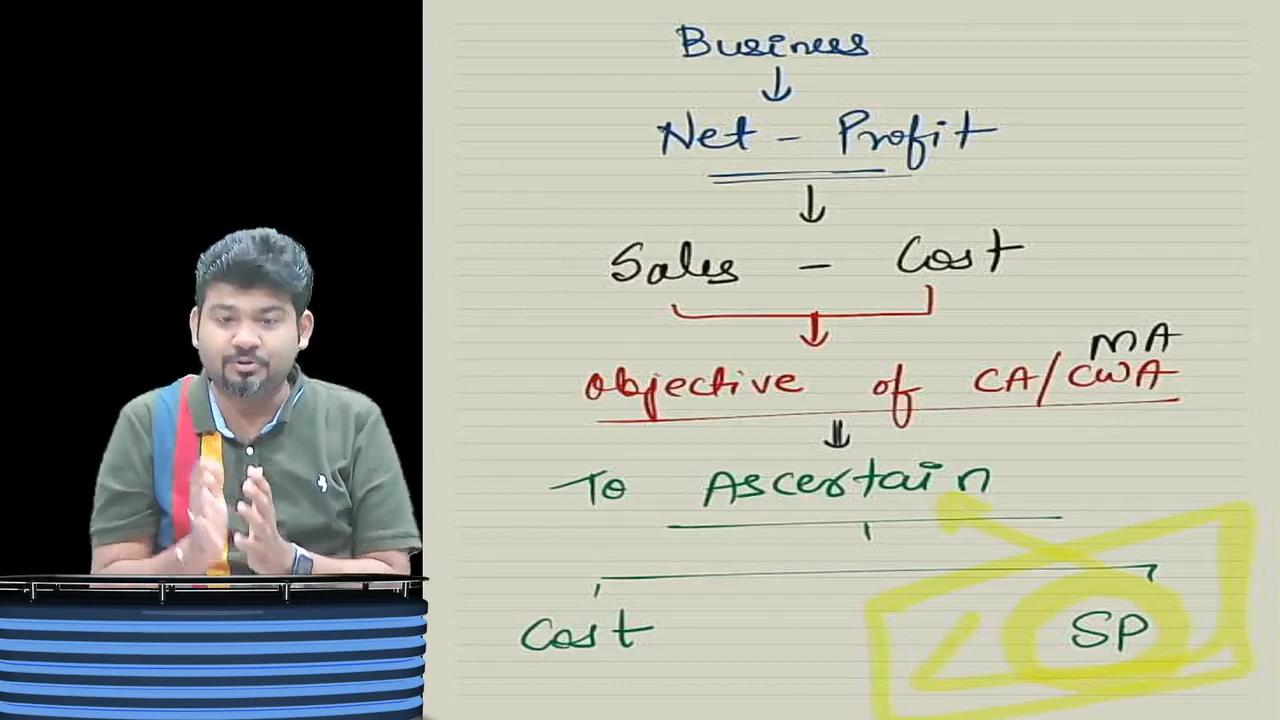 Business
Net - Profit
Sales - Cost
MA
Objective of CA/CWA
To Ascertain
Cost SP